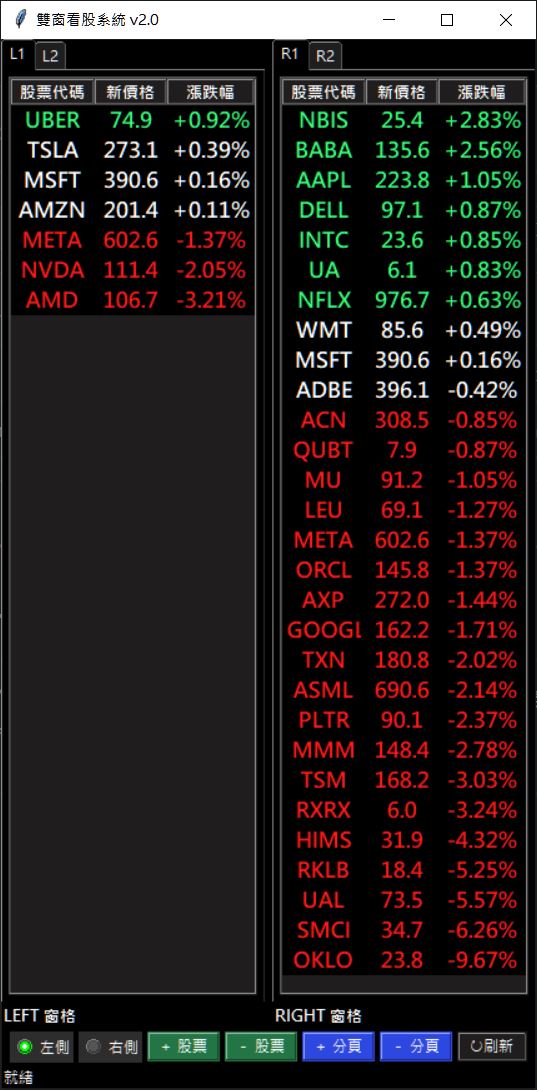 雙窗看股系統 v2.0
L1 L2
股票代碼 新價格 漲跌幅
UBER 74.9 +0.92%
TSLA 273.1 +0.39%
MSFT 390.6 +0.16%
AMZN 201.4 +0.11%
META 602.6 -1.37%
NVDA 111.4 -2.05%
AMD 106.7 -3.21%
R1 R2
股票代碼 新價格 漲跌幅
NBIS 25.4 +2.83%
BABA 135.6 +2.56%
AAPL 223.8 +1.05%
DELL 97.1 +0.87%
INTC 23.6 +0.85%
UA 6.1 +0.83%
NFLX 976.7 +0.63%
WMT 85.6 +0.49%
MSFT 390.6 +0.16%
ADBE 396.1 -0.42%
ACN 308.5 -0.85%
QUBT 7.9 -0.87%
MU 91.2 -1.05%
LEU 69.1 -1.27%
META 602.6 -1.37%
ORCL 145.8 -1.37%
AXP 272.0 -1.44%
GOOGL 162.2 -1.71%
TXN 180.8 -2.02%
ASML 690.6 -2.14%
PLTR 90.1 -2.37%
MMM 148.4 -2.78%
TSM 168.2 -3.03%
RXRX 6.0 -3.24%
HIMS 31.9 -4.32%
RKLB 18.4 -5.25%
UAL 73.5 -5.57%
SMCI 34.7 -6.26%
OKLO 23.8 -9.67%
LEFT 窗格 RIGHT 窗格
左側 右側 + 股票 - 股票 + 分頁 - 分頁 ↻刷新
就緒